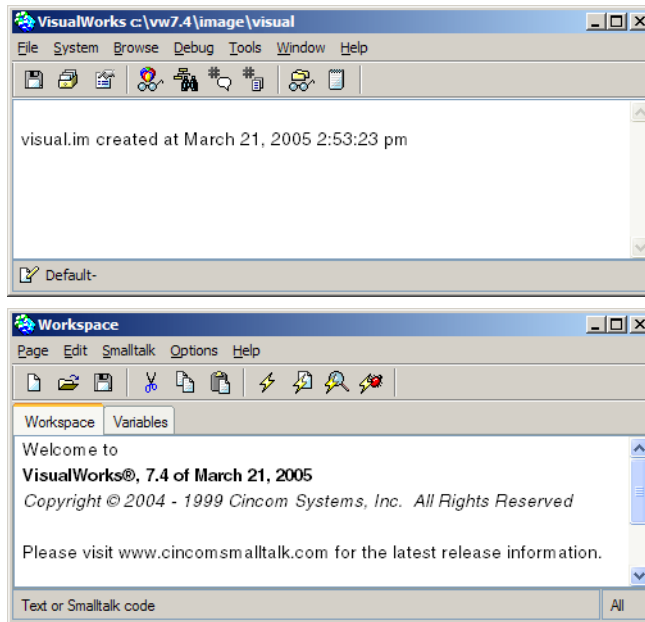 VisualWorks c:\vw7.4\image\visual
File System Browse Debug Tools Window Help
visual.im created at March 21, 2005 2:53:23 pm
Default-
Workspace
Page Edit Smalltalk Options Help
Workspace Variables
Welcome to
VisualWorks®, 7.4 of March 21, 2005
Copyright © 2004 - 1999 Cincom Systems, Inc. All Rights Reserved
Please visit www.cincomsmalltalk.com for the latest release information.
Text or Smalltalk code All